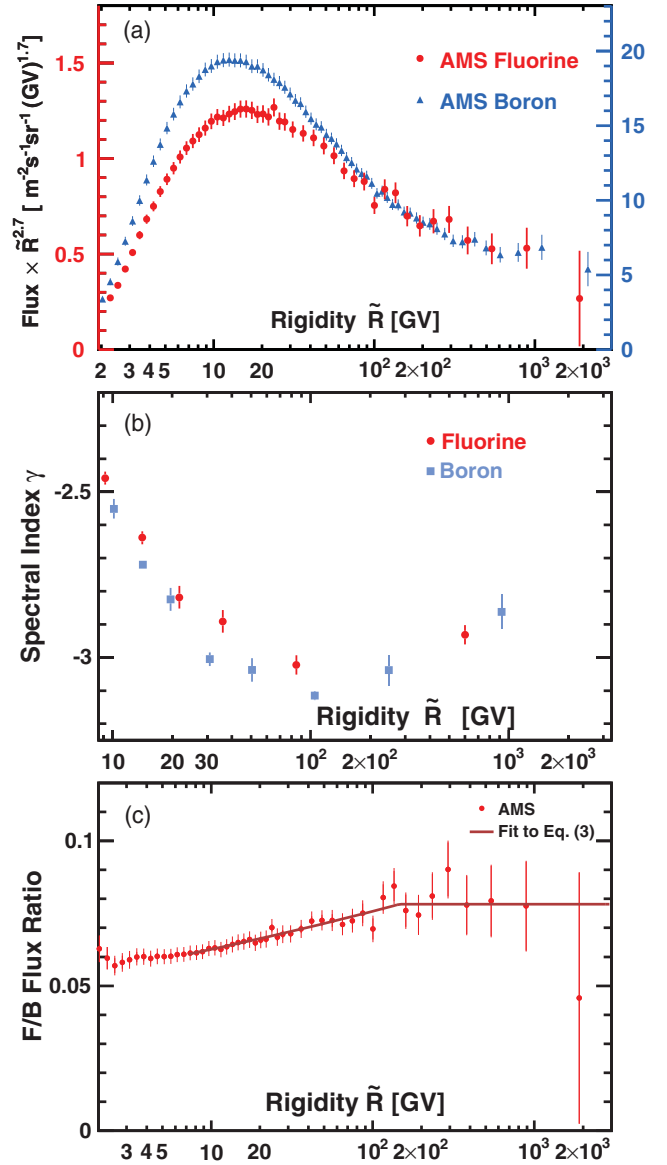 (a)
AMS Fluorine
AMS Boron
Flux × R̃^2.7 [ m^-2 s^-1 sr^-1 (GV)^1.7 ]
1.5
1
0.5
0
20
15
10
5
0
Rigidity R̃ [GV]
2 3 4 5 10 20 10^2 2×10^2 10^3 2×10^3
(b)
Fluorine
Boron
Spectral Index γ
-2.5
-3
Rigidity R̃ [GV]
10 20 30 10^2 2×10^2 10^3 2×10^3
(c)
AMS
Fit to Eq. (3)
F/B Flux Ratio
0.1
0.05
0
Rigidity R̃ [GV]
3 4 5 10 20 10^2 2×10^2 10^3 2×10^3